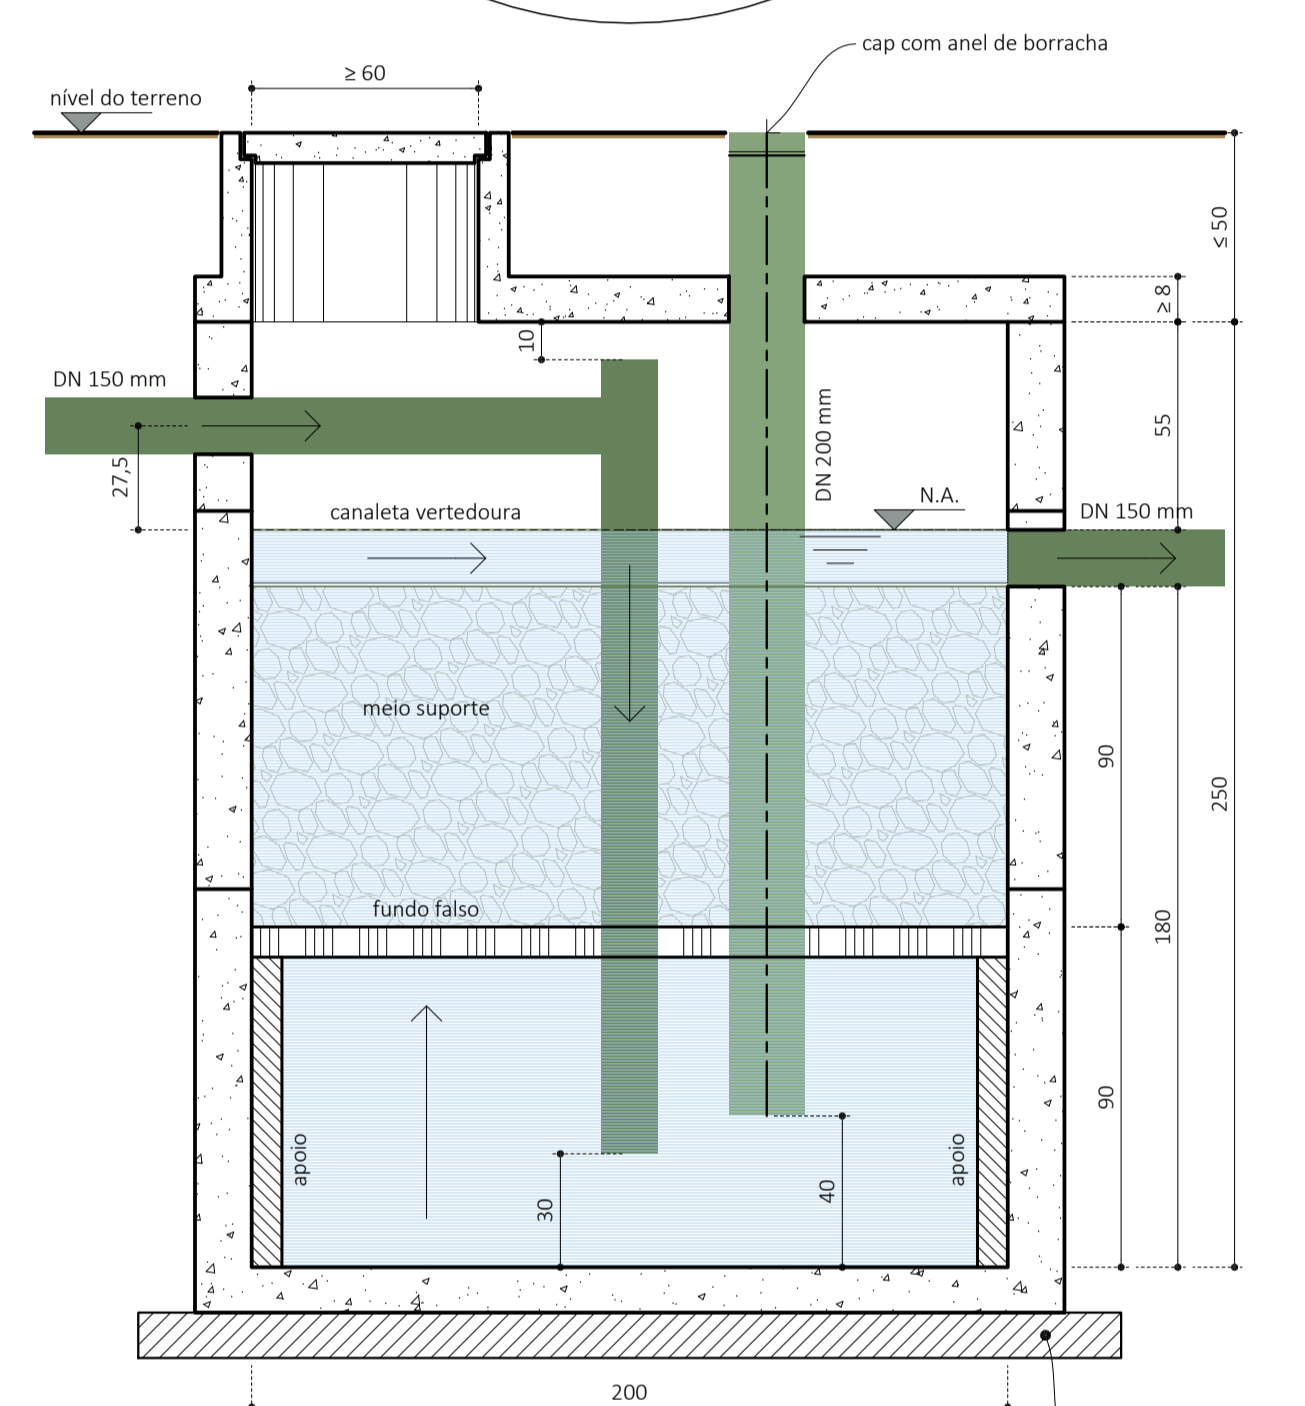 cap com anel de borracha
≥ 60
nível do terreno
≤ 50
≥ 8
10
DN 150 mm
DN 200 mm
55
27,5
N.A.
canaleta vertedoura
DN 150 mm
meio suporte
90
250
fundo falso
180
90
apoio
apoio
30
40
200